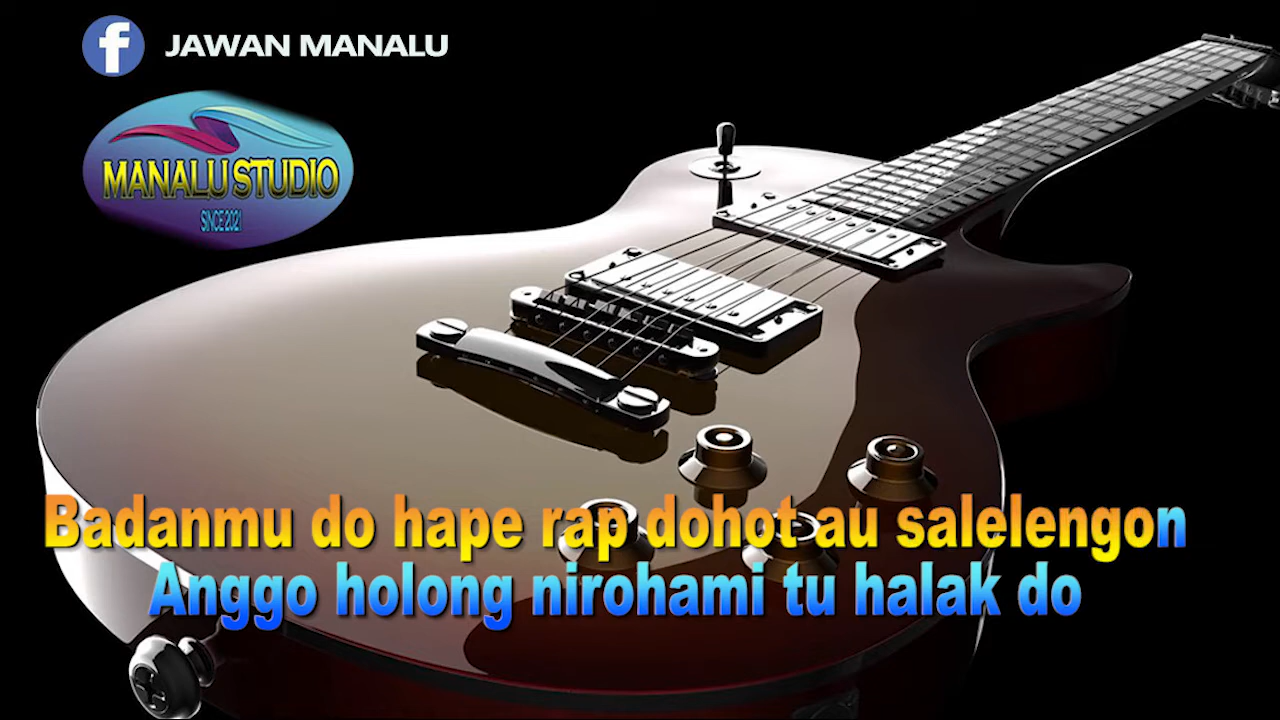 JAWAN MANALU
MANALU STUDIO
SINCE 2021
Badanmu do hape rap dohot au salelengon
Anggo holong nirohami tu halak do